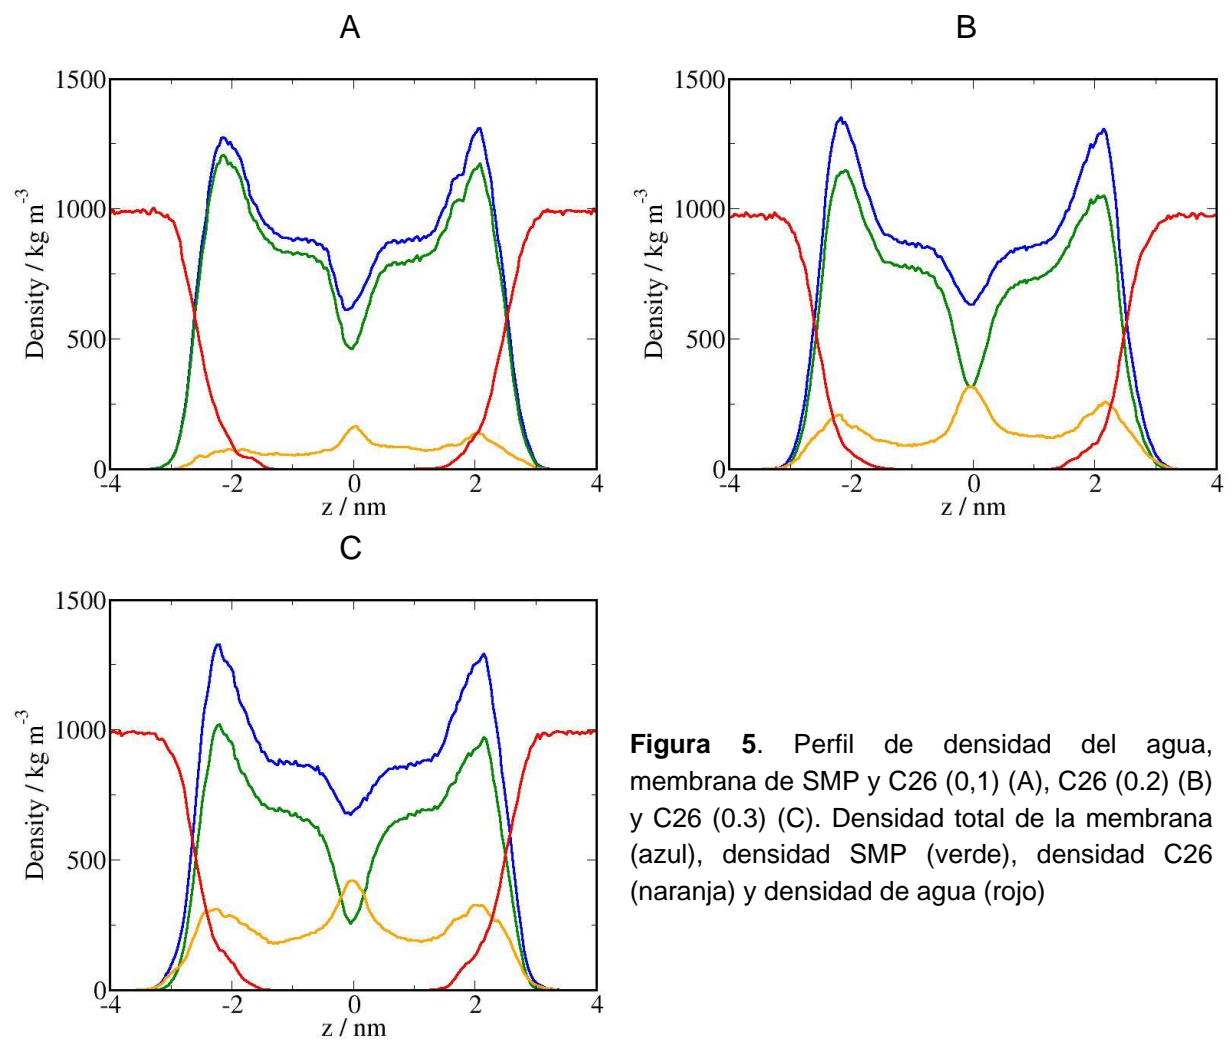 A
B
1500
1000
500
0
Density / kg m⁻³
-4
-2
0
2
4
z / nm
1500
1000
500
0
Density / kg m⁻³
-4
-2
0
2
4
z / nm
C
1500
1000
500
0
Density / kg m⁻³
-4
-2
0
2
4
z / nm
Figura 5. Perfil de densidad del agua,
membrana de SMP y C26 (0,1) (A), C26 (0.2) (B)
y C26 (0.3) (C). Densidad total de la membrana
(azul), densidad SMP (verde), densidad C26
(naranja) y densidad de agua (rojo)